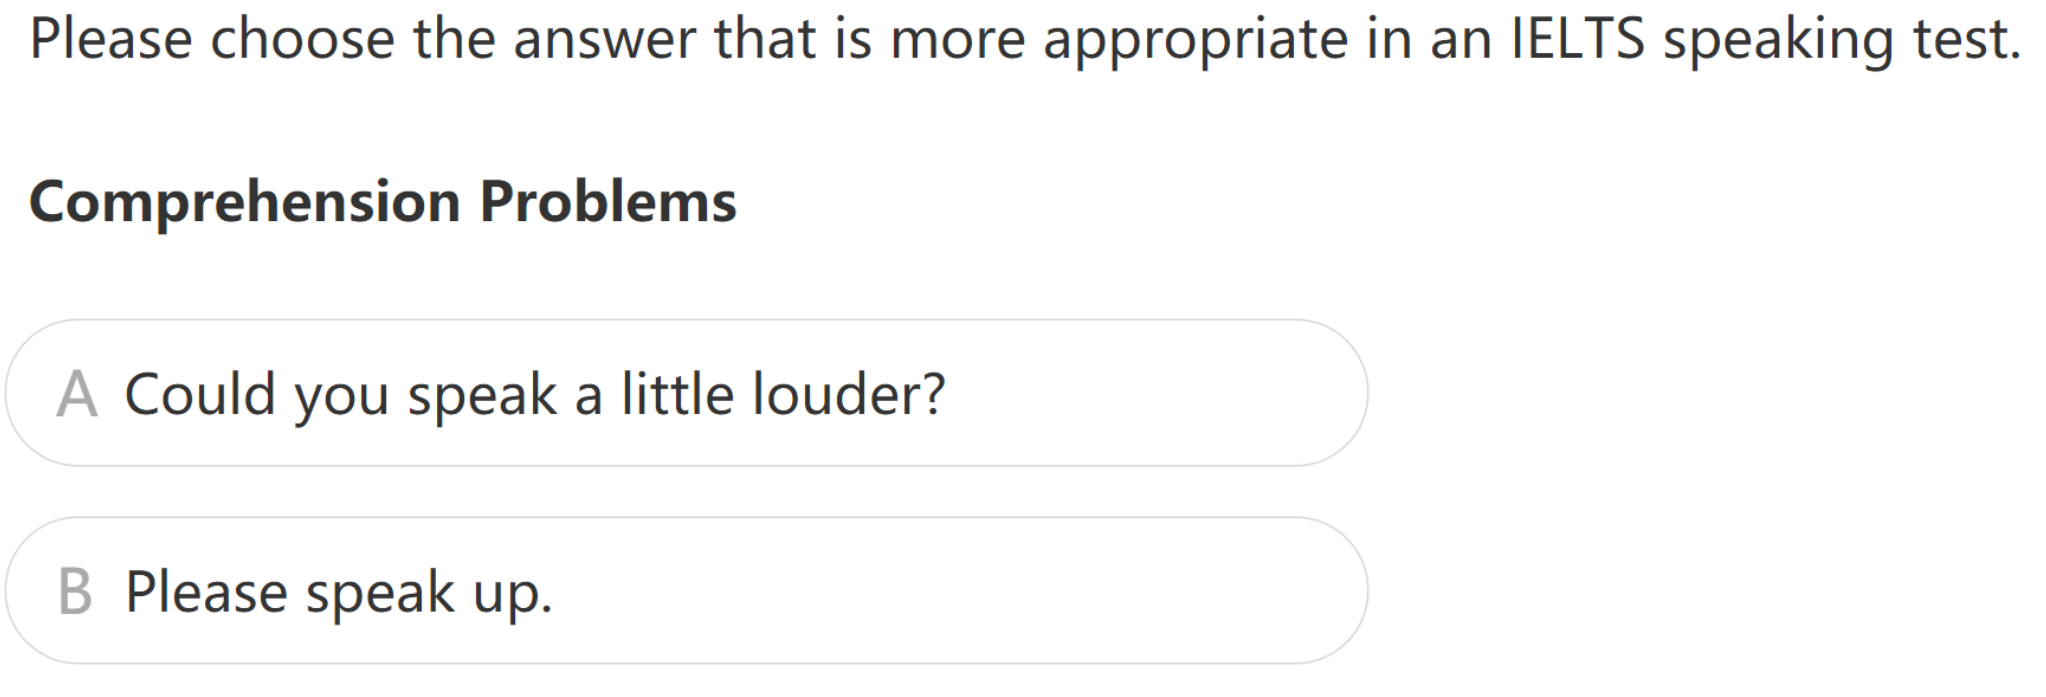 Please choose the answer that is more appropriate in an IELTS speaking test.
Comprehension Problems
A Could you speak a little louder?
B Please speak up.